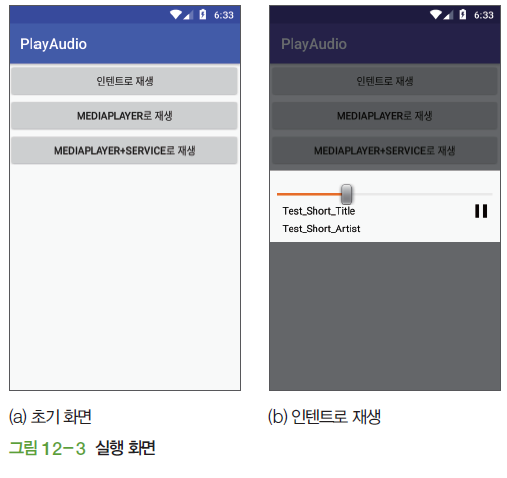 6:33
PlayAudio
인텐트로 재생
MEDIAPLAYER로 재생
MEDIAPLAYER+SERVICE로 재생
(a) 초기 화면
6:33
PlayAudio
인텐트로 재생
MEDIAPLAYER로 재생
MEDIAPLAYER+SERVICE로 재생
Test_Short_Title
Test_Short_Artist
(b) 인텐트로 재생
그림 12-3 실행 화면